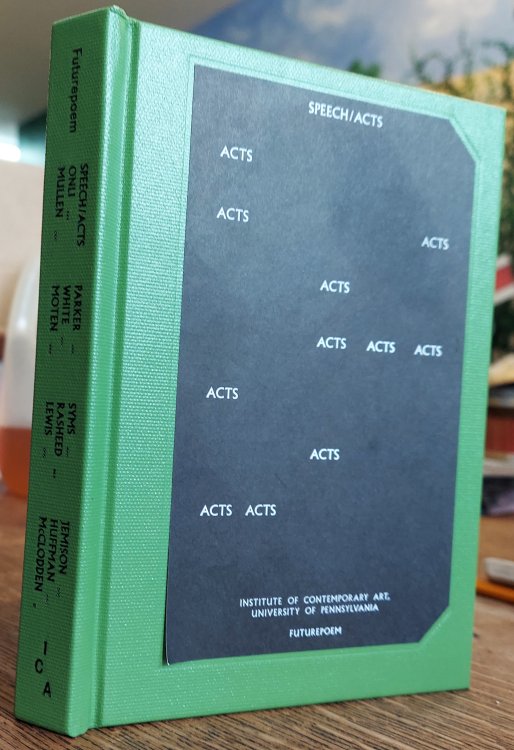 Futurepoem
SPEECH/ACTS
ONLI ,,,
MULLEN ,,
PARKER ,,
WHITE ,,
MOTEN ,,,
SYMS ,,,
RASHEED ,,,
LEWIS ,,,
JEMISON ,,,
HUFFMAN ,,,
McCLODDEN ,,
I
C
A
SPEECH/ACTS
ACTS
ACTS
ACTS
ACTS
ACTS ACTS ACTS
ACTS
ACTS
ACTS ACTS
INSTITUTE OF CONTEMPORARY ART,
UNIVERSITY OF PENNSYLVANIA
FUTUREPOEM